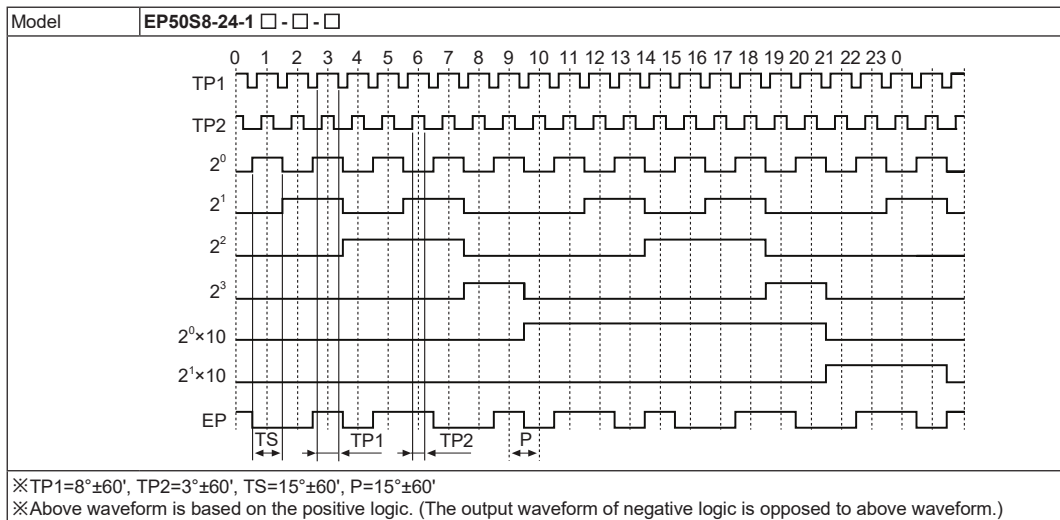 Model EP50S8-24-1 □ - □ - □
0 1 2 3 4 5 6 7 8 9 10 11 12 13 14 15 16 17 18 19 20 21 22 23 0
TP1
TP2
2⁰
2¹
2²
2³
2⁰×10
2¹×10
EP
TS TP1 TP2 P
※TP1=8°±60', TP2=3°±60', TS=15°±60', P=15°±60'
※Above waveform is based on the positive logic. (The output waveform of negative logic is opposed to above waveform.)